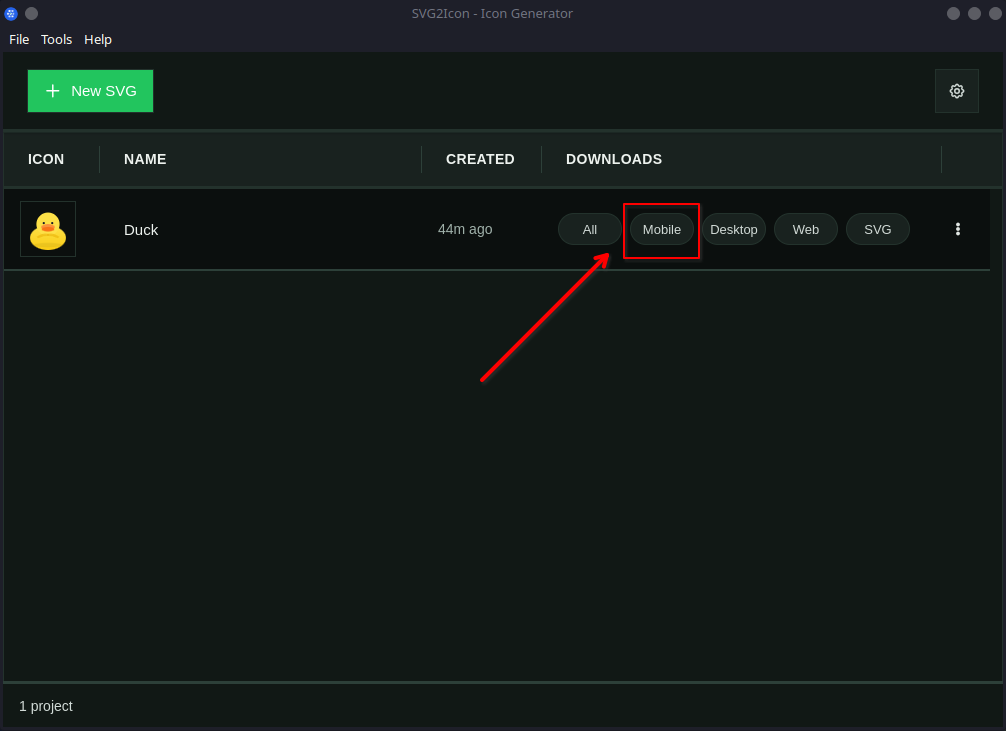 SVG2Icon - Icon Generator
File Tools Help
New SVG
ICON NAME CREATED DOWNLOADS
Duck 44m ago All Mobile Desktop Web SVG
1 project